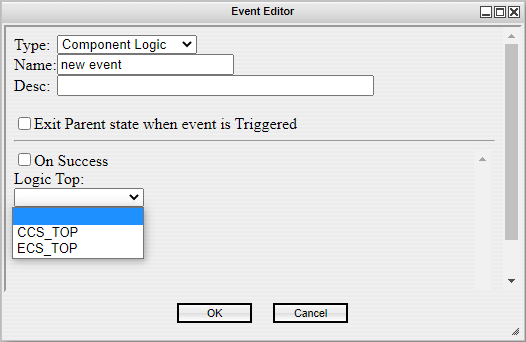 Event Editor
Type: Component Logic
Name: new event
Desc:
Exit Parent state when event is Triggered
On Success
Logic Top:
CCS_TOP
ECS_TOP
OK Cancel